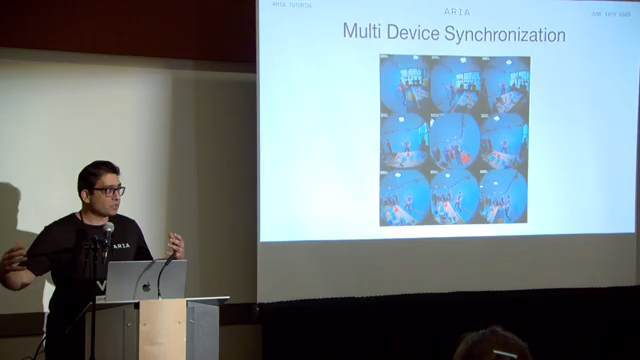 ARIA TUTORIAL
ARIA
JUNE 18TH 2023
Multi Device Synchronization
ARIA